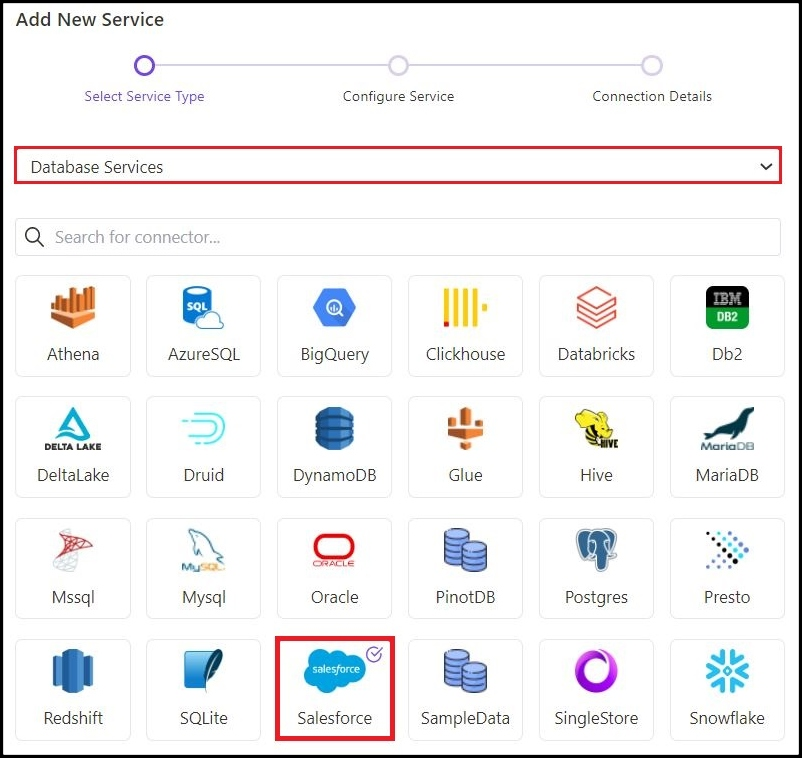 Add New Service
Select Service Type
Configure Service
Connection Details
Database Services
Search for connector...
SQL
IBM
DB2
Athena
AzureSQL
BigQuery
Clickhouse
Databricks
Db2
DELTA LAKE
HIVE
MariaDB
DeltaLake
Druid
DynamoDB
Glue
Hive
MariaDB
MySQL
ORACLE
Mssql
Mysql
Oracle
PinotDB
Postgres
Presto
salesforce
Redshift
SQLite
Salesforce
SampleData
SingleStore
Snowflake